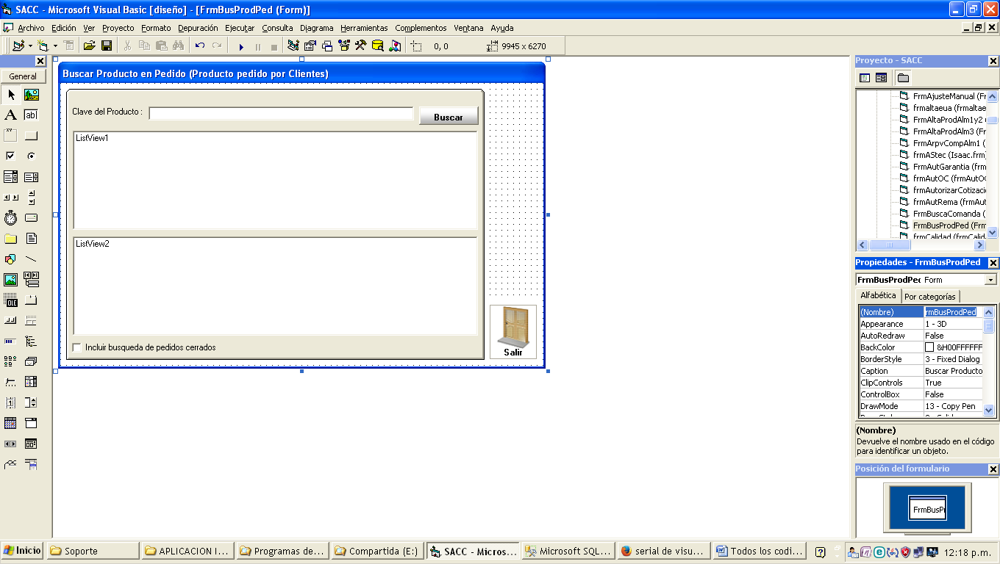 SACC - Microsoft Visual Basic [diseño] - [FrmBusProdPed (Form)]
Archivo Edición Ver Proyecto Formato Depuración Ejecutar Consulta Diagrama Herramientas Complementos Ventana Ayuda
0, 0 9945 x 6270
General
A ab|
XY
OLE
Buscar Producto en Pedido (Producto pedido por Clientes)
Clave del Producto :
Buscar
ListView1
ListView2
Incluir busqueda de pedidos cerrados
Salir
Proyecto - SACC
FrmAjusteManual (Fr
frmaltaeua (frmaltae
FrmAltaProdAlm1y2
FrmAltaProdAlm3 (Fr
FrmArpvCompAlm1 (
frmAStec (Isaac.frm)
FrmAutGarantia (frm
frmAutOC (frmAutOC
frmAutorizarCotizaci
frmAutRema (frmAut
FrmBuscaComanda (
FrmBusProdPed (Frm
frmCalidad (frmCalid
Propiedades - FrmBusProdPed
FrmBusProdPed Form
Alfabética Por categorías
(Nombre) rmBusProdPed
Appearance 1 - 3D
AutoRedraw False
BackColor &H00FFFFFF
BorderStyle 3 - Fixed Dialog
Caption Buscar Producto
ClipControls True
ControlBox False
DrawMode 13 - Copy Pen
(Nombre)
Devuelve el nombre usado en el código
para identificar un objeto.
Posición del formulario
FrmBusPr
Inicio Soporte APLICACION I... Programas de... Compartida (E:) SACC - Micros... Microsoft SQL... serial de visu... Todos los codi... 12:18 p.m.